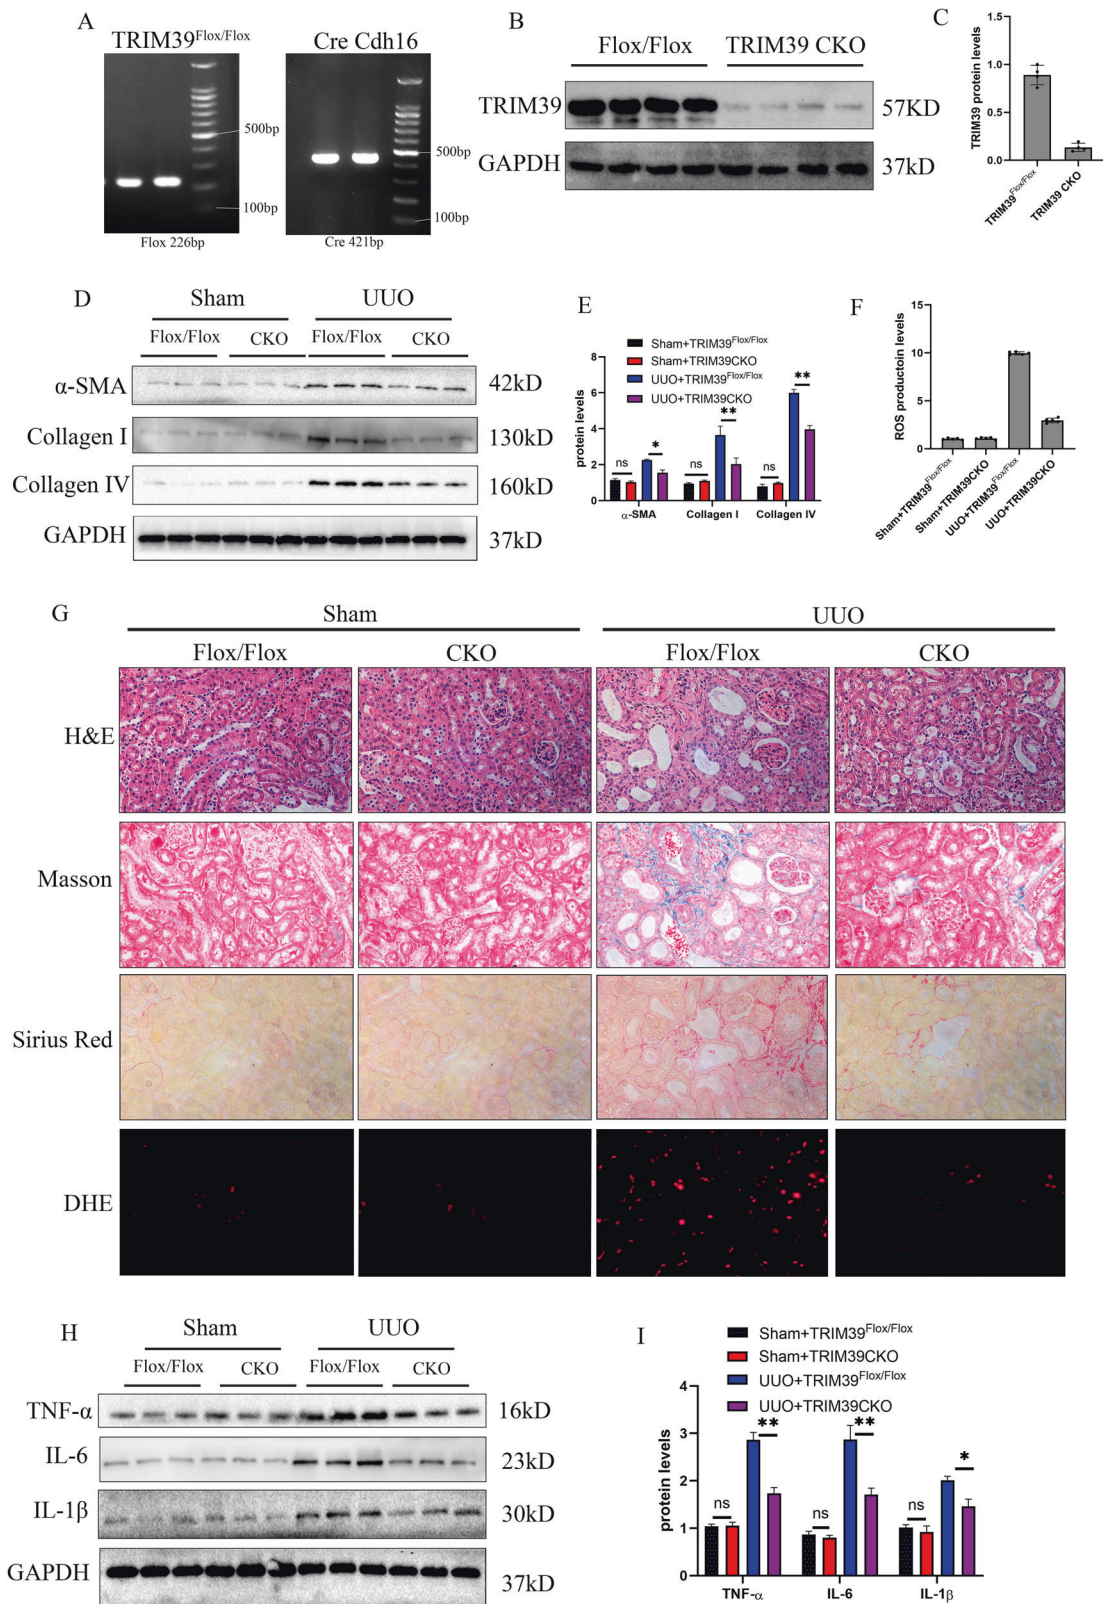 A
TRIM39Flox/Flox
Cre Cdh16
500bp
100bp
500bp
100bp
Flox 226bp
Cre 421bp
B
Flox/Flox
TRIM39 CKO
TRIM39
57KD
GAPDH
37kD
C
TRIM39 protein levels
1.5
1.0
0.5
0.0
TRIM39Flox/Flox
TRIM39 CKO
D
Sham
UUO
Flox/Flox
CKO
Flox/Flox
CKO
α-SMA
42kD
Collagen I
130kD
Collagen IV
160kD
GAPDH
37kD
E
Sham+TRIM39Flox/Flox
Sham+TRIM39CKO
UUO+TRIM39Flox/Flox
UUO+TRIM39CKO
protein levels
8
6
4
2
0
ns
*
ns
**
ns
**
α-SMA
Collagen I
Collagen IV
F
ROS productoin levels
15
10
5
0
Sham+TRIM39Flox/Flox
Sham+TRIM39CKO
UUO+TRIM39Flox/Flox
UUO+TRIM39CKO
G
Sham
UUO
Flox/Flox
CKO
Flox/Flox
CKO
H&E
Masson
Sirius Red
DHE
H
Sham
UUO
Flox/Flox
CKO
Flox/Flox
CKO
TNF-α
16kD
IL-6
23kD
IL-1β
30kD
GAPDH
37kD
I
Sham+TRIM39Flox/Flox
Sham+TRIM39CKO
UUO+TRIM39Flox/Flox
UUO+TRIM39CKO
protein levels
4
3
2
1
0
ns
**
ns
**
ns
*
TNF-α
IL-6
IL-1β